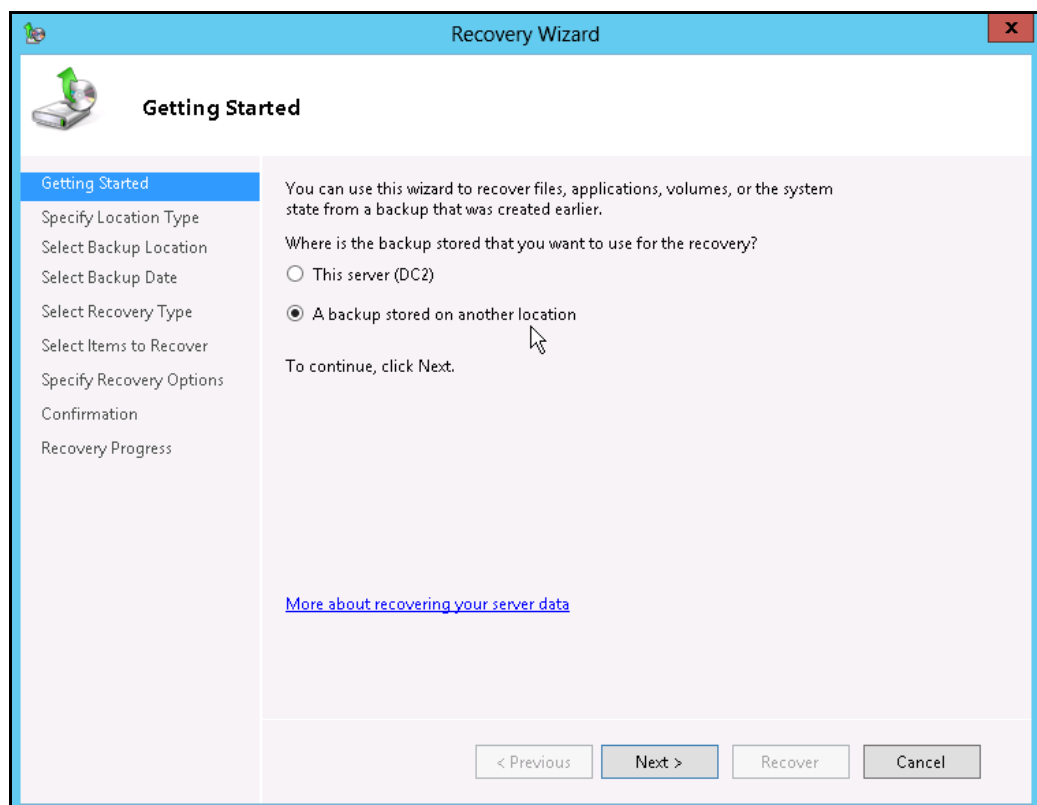 Recovery Wizard
x
Getting Started
Getting Started
Specify Location Type
Select Backup Location
Select Backup Date
Select Recovery Type
Select Items to Recover
Specify Recovery Options
Confirmation
Recovery Progress
You can use this wizard to recover files, applications, volumes, or the system
state from a backup that was created earlier.
Where is the backup stored that you want to use for the recovery?
This server (DC2)
A backup stored on another location
To continue, click Next.
More about recovering your server data
< Previous
Next >
Recover
Cancel